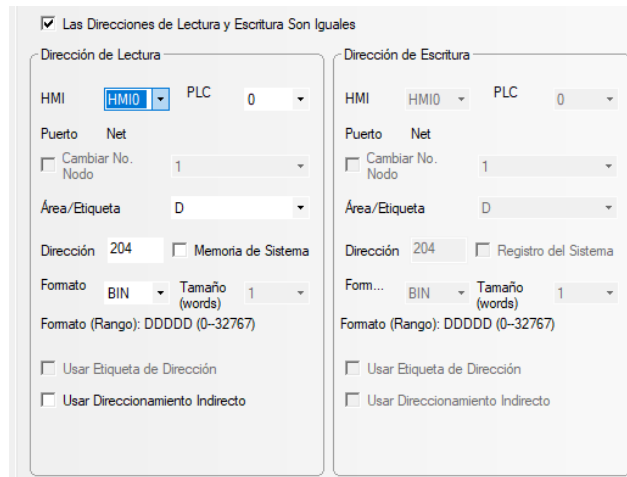 Las Direcciones de Lectura y Escritura Son Iguales
Dirección de Lectura
HMI HMI0 PLC 0
Puerto Net
Cambiar No. Nodo 1
Área/Etiqueta D
Dirección 204 Memoria de Sistema
Formato BIN Tamaño (words) 1
Formato (Rango): DDDDD (0--32767)
Usar Etiqueta de Dirección
Usar Direccionamiento Indirecto
Dirección de Escritura
HMI HMI0 PLC 0
Puerto Net
Cambiar No. Nodo 1
Área/Etiqueta D
Dirección 204 Registro del Sistema
Form... BIN Tamaño (words) 1
Formato (Rango): DDDDD (0--32767)
Usar Etiqueta de Dirección
Usar Direccionamiento Indirecto